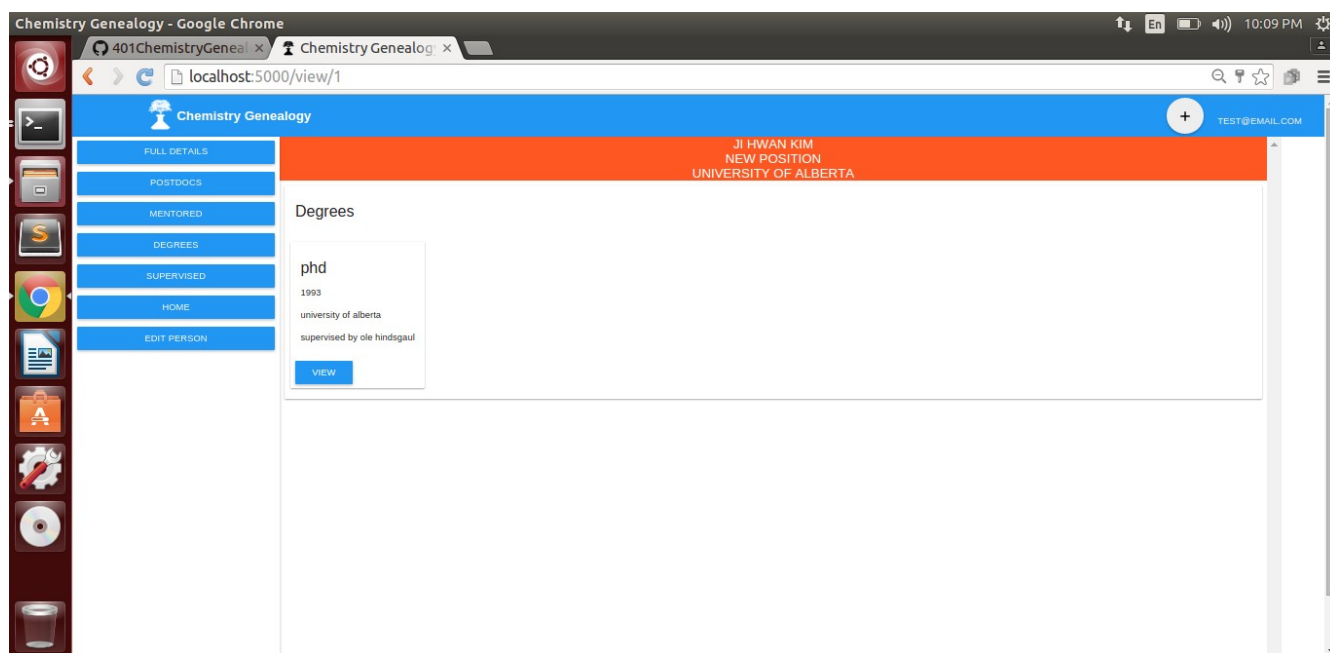 Chemistry Genealogy - Google Chrome
En
10:09 PM
401ChemistryGeneal ×
Chemistry Genealog ×
localhost:5000/view/1
Chemistry Genealogy
+
TEST@EMAIL.COM
FULL DETAILS
POSTDOCS
MENTORED
DEGREES
SUPERVISED
HOME
EDIT PERSON
JI HWAN KIM
NEW POSITION
UNIVERSITY OF ALBERTA
Degrees
phd
1993
university of alberta
supervised by ole hindsgaul
VIEW